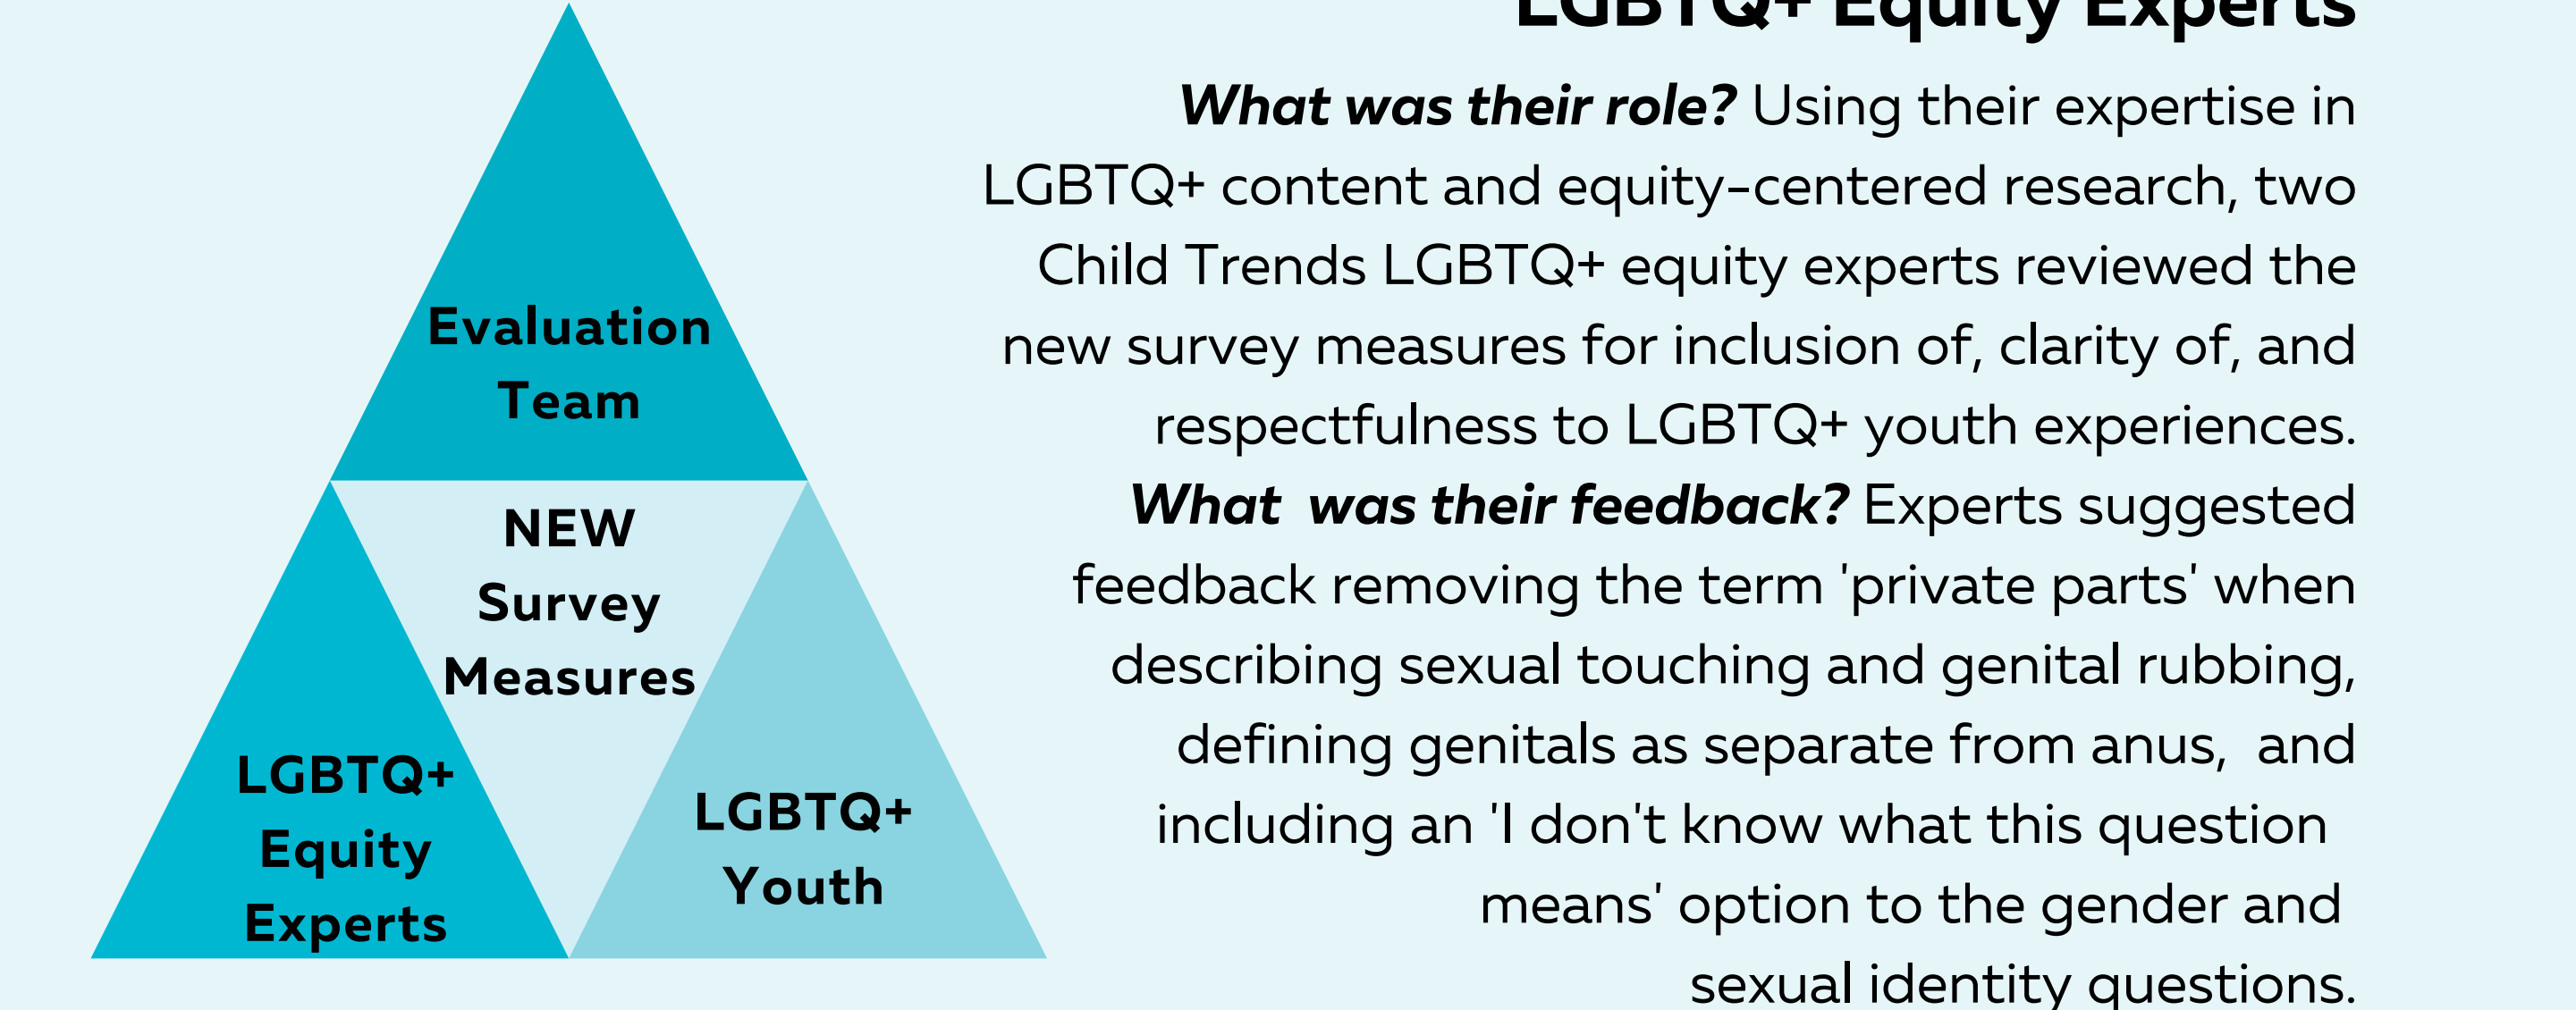 Evaluation
Team
NEW
Survey
Measures
LGBTQ+
Equity
Experts
LGBTQ+
Youth
LGBTQ+ Equity Experts
What was their role? Using their expertise in
LGBTQ+ content and equity-centered research, two
Child Trends LGBTQ+ equity experts reviewed the
new survey measures for inclusion of, clarity of, and
respectfulness to LGBTQ+ youth experiences.
What  was their feedback? Experts suggested
feedback removing the term 'private parts' when
describing sexual touching and genital rubbing,
defining genitals as separate from anus,  and
including an 'I don't know what this question
means' option to the gender and
sexual identity questions.